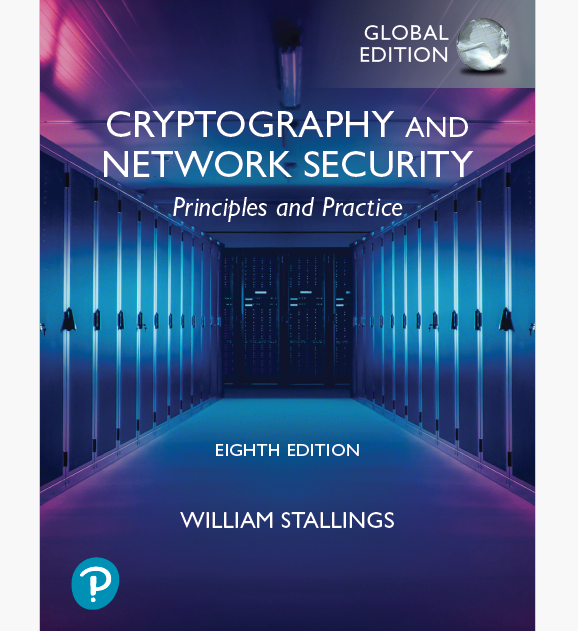 GLOBAL
EDITION
CRYPTOGRAPHY AND
NETWORK SECURITY
Principles and Practice
EIGHTH EDITION
WILLIAM STALLINGS
P